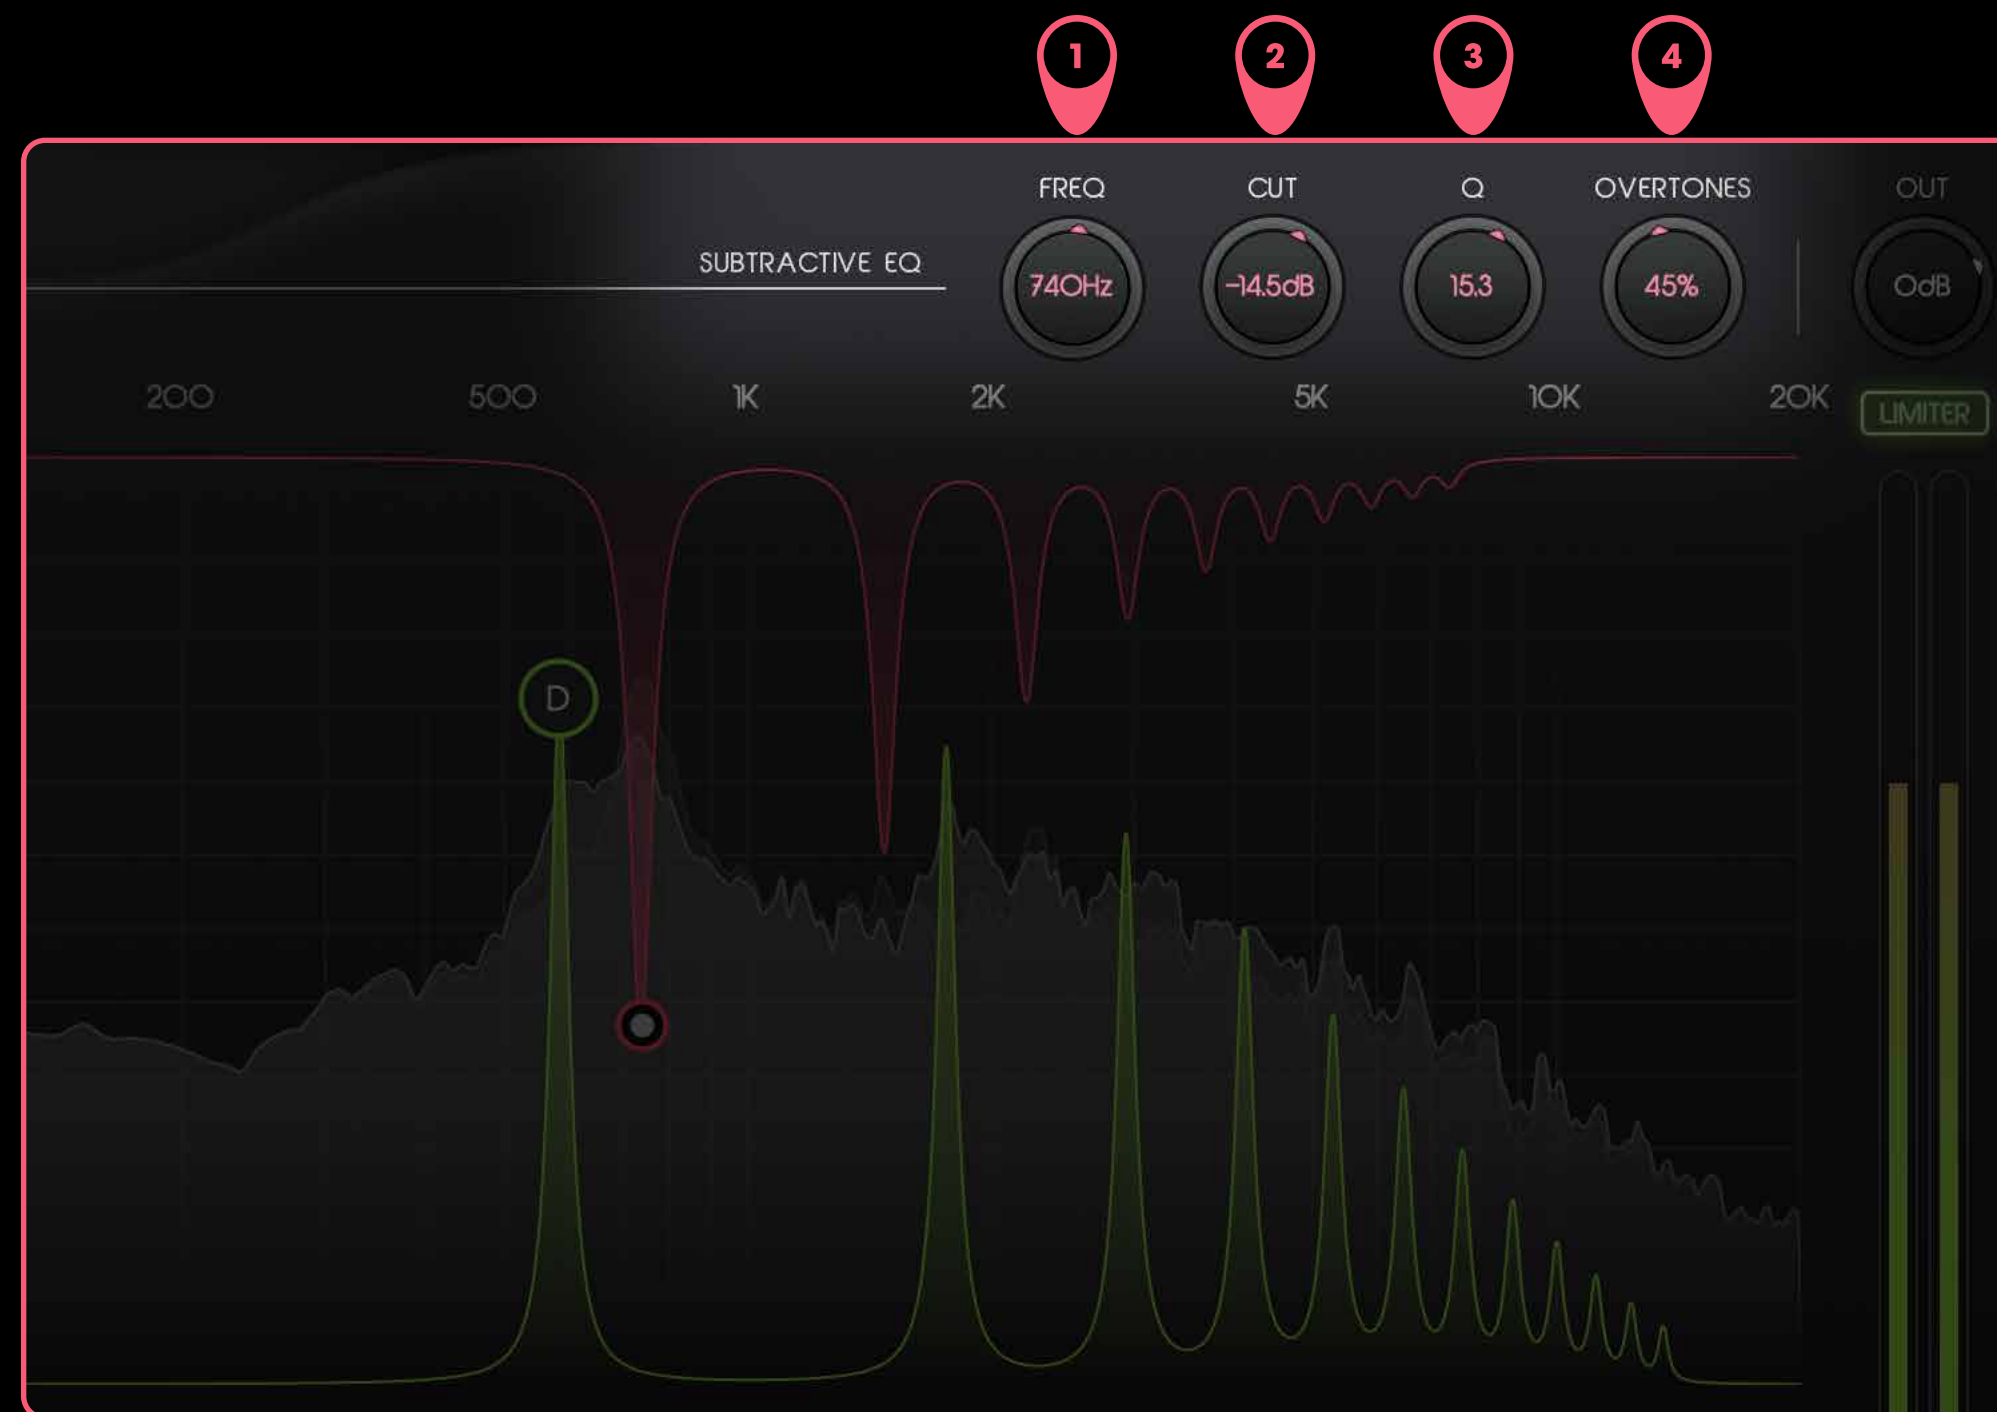 1 2 3 4
FREQ CUT Q OVERTONES OUT
SUBTRACTIVE EQ
740Hz -14.5dB 15.3 45% 0dB
200 500 1K 2K 5K 10K 20K
LIMITER
D